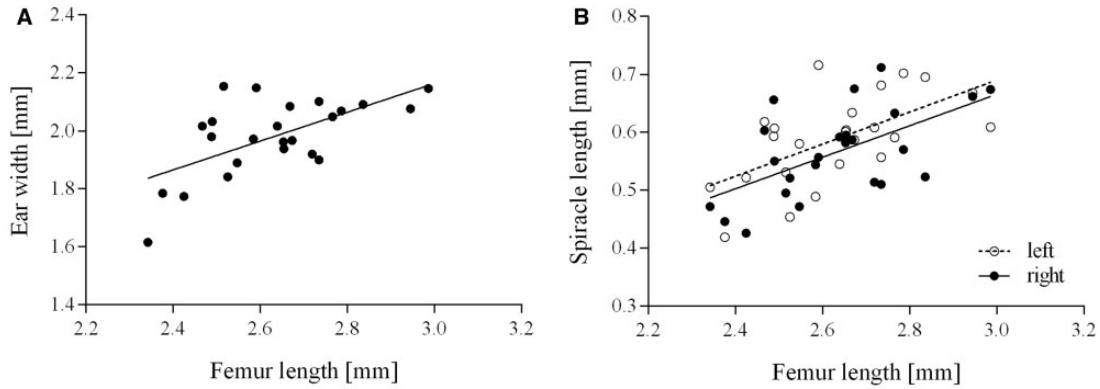 A
2.4
2.2
2.0
1.8
1.6
1.4
Ear width [mm]
2.2 2.4 2.6 2.8 3.0 3.2
Femur length [mm]
B
0.8
0.7
0.6
0.5
0.4
0.3
Spiracle length [mm]
left
right
2.2 2.4 2.6 2.8 3.0 3.2
Femur length [mm]